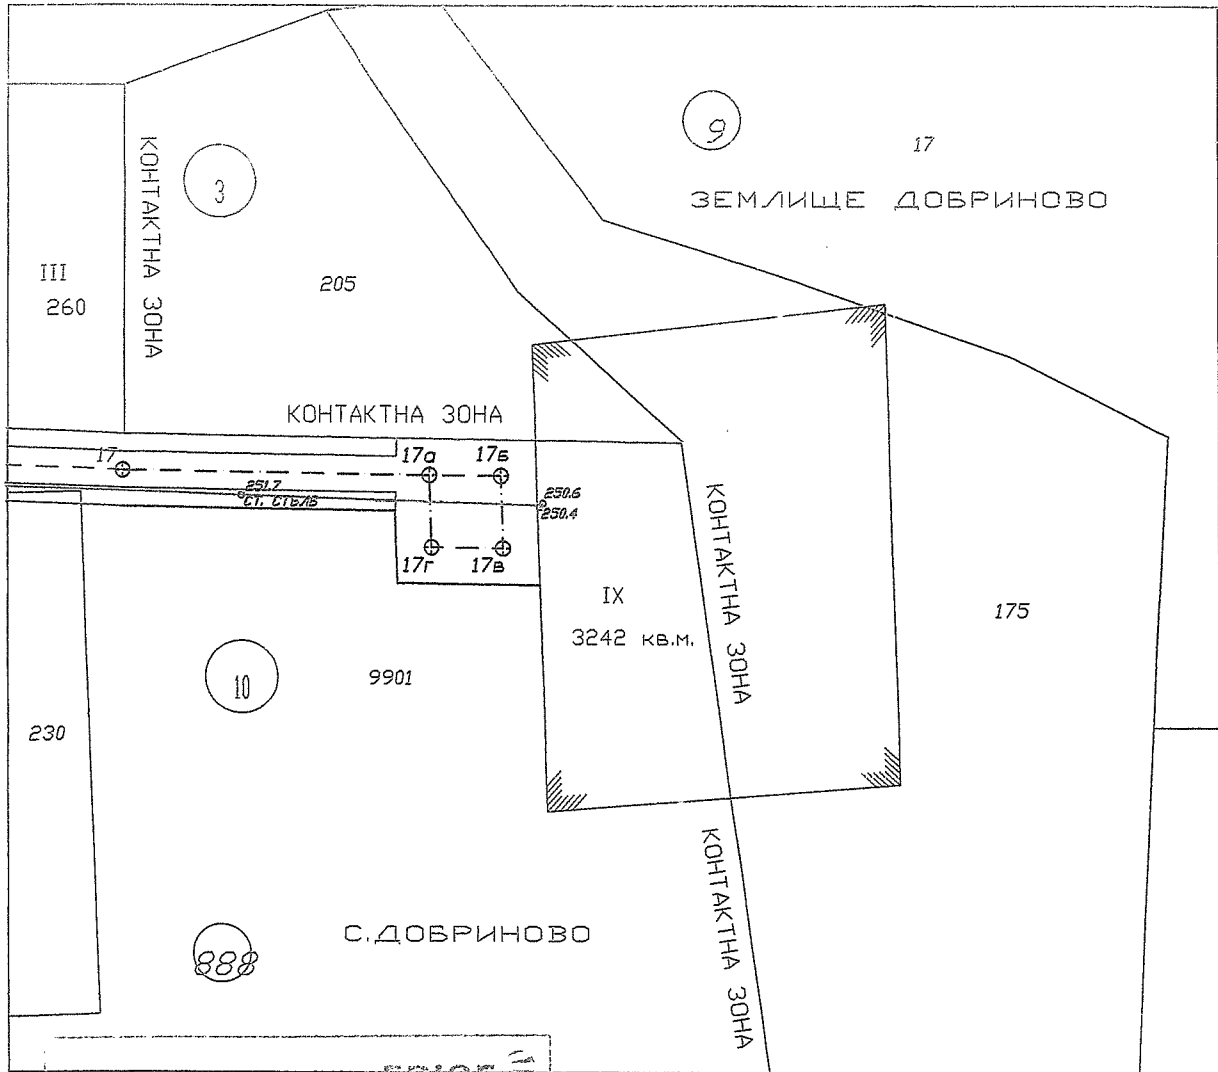 9
17
ЗЕМЛИЩЕ ДОБРИНОВО
КОНТАКТНА ЗОНА
3
III
260
205
КОНТАКТНА ЗОНА
17
17а
17б
251.7
СТ. СТЪЛБ
250.6
250.4
17г
17в
КОНТАКТНА ЗОНА
IX
3242 кв.м.
175
10
9901
230
КОНТАКТНА ЗОНА
С.ДОБРИНОВО
888